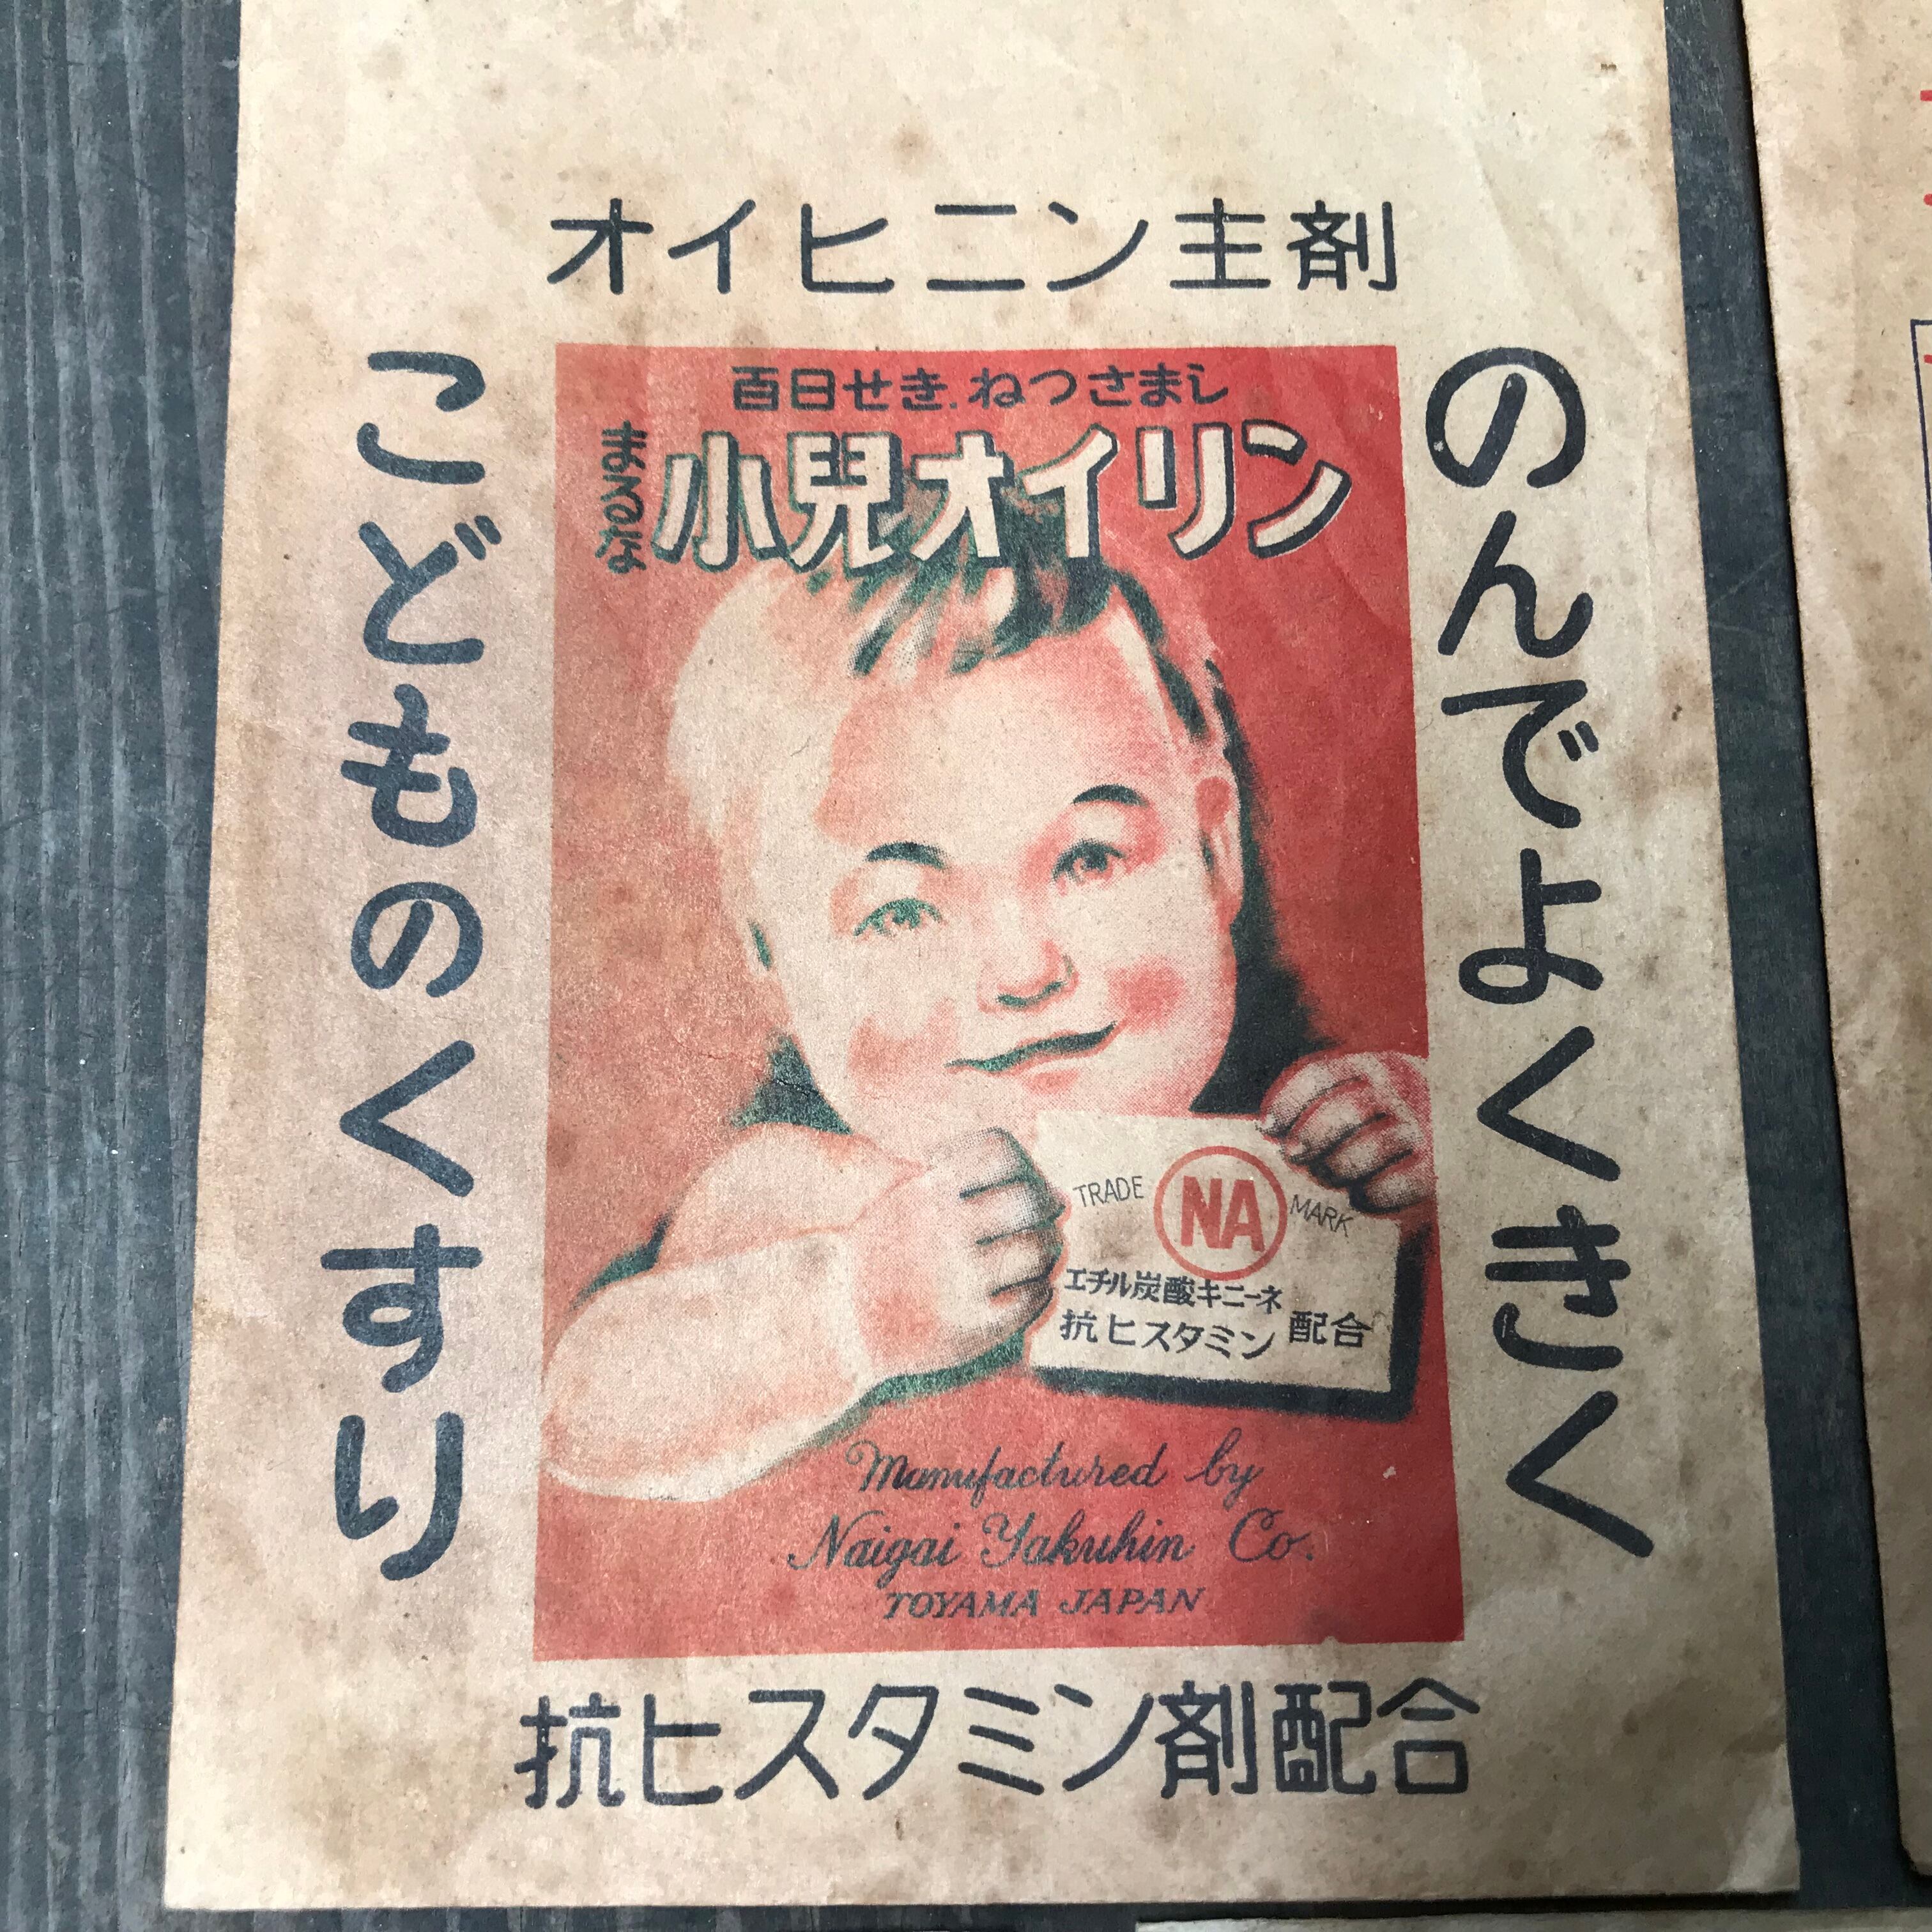 オイヒニン主剤
のんでよくきく
こどものくすり
百日せき.ねつさまし
まるな
小児オイリン
TRADE NA MARK
エチル炭酸キニーネ
抗ヒスタミン 配合
Manufactured by
Naigai Yakuhin Co.
TOYAMA JAPAN
抗ヒスタミン剤配合